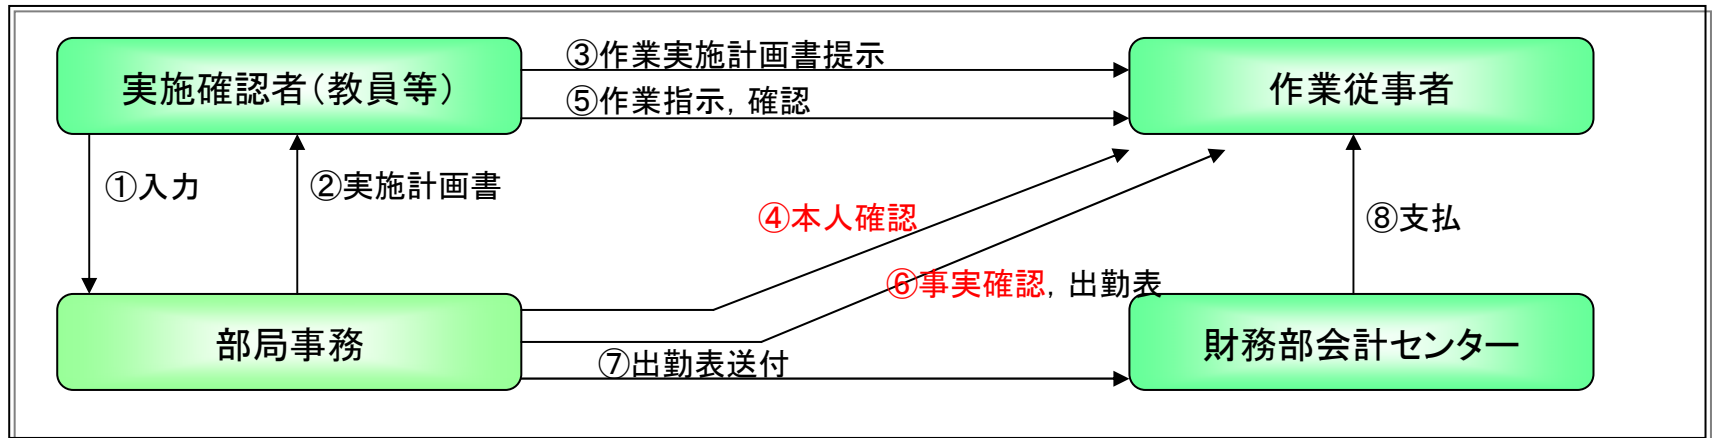 実施確認者（教員等）
③作業実施計画書提示
作業従事者
⑤作業指示，確認
①入力
②実施計画書
④本人確認
⑧支払
⑥事実確認，出勤表
部局事務
財務部会計センター
⑦出勤表送付